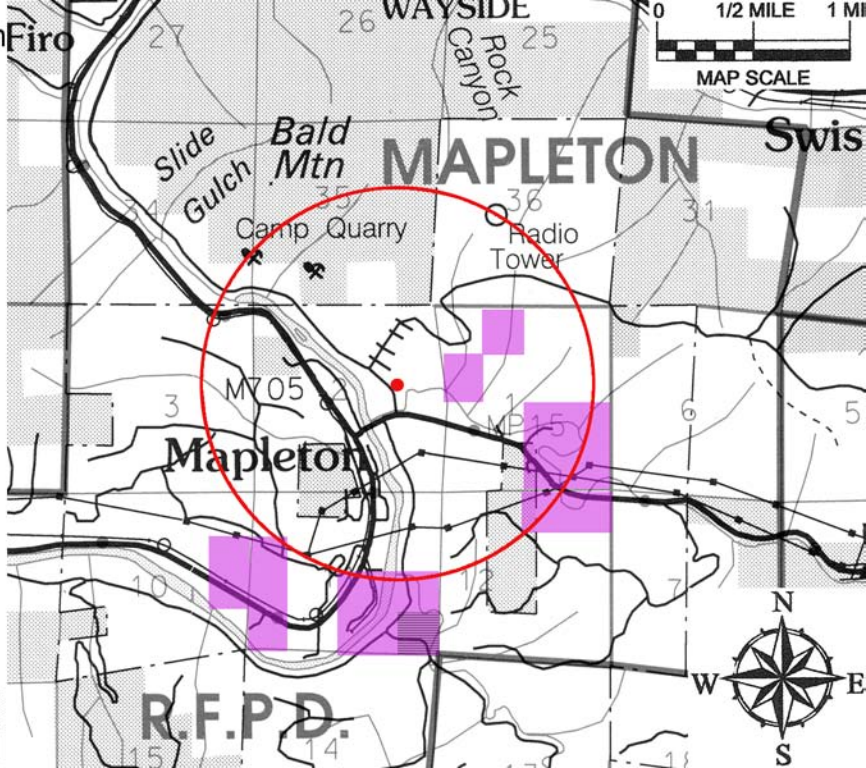 WAYSIDE
0 1/2 MILE 1 MI
MAP SCALE
Firo
27
26
25
Rock
Canyon
Slide
Gulch
Bald
Mtn
MAPLETON
Swis
34
35
36
31
Camp Quarry
Radio
Tower
M705
2
1
3
6
5
MP15
Mapleton
10
12
7
R.F.P.D.
15
14
N
W
E
S